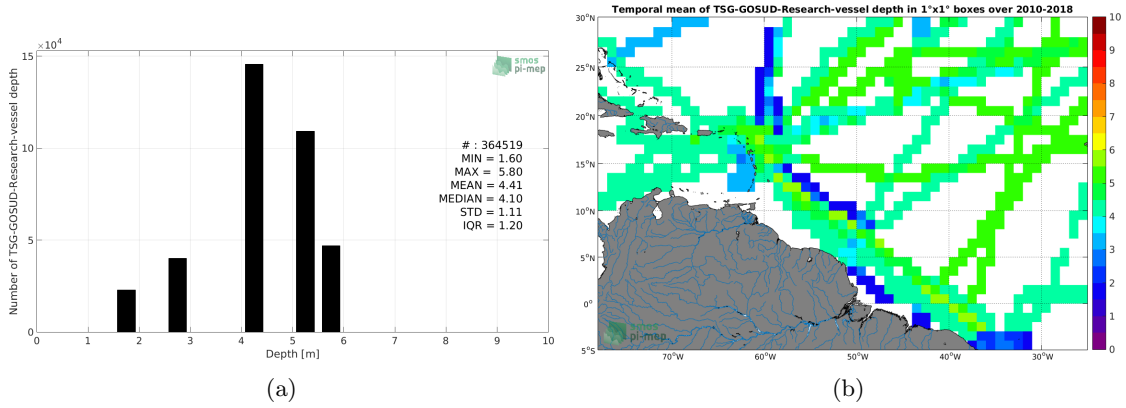 ×10⁴
15
10
5
0
Number of TSG-GOSUD-Research-vessel depth
0 1 2 3 4 5 6 7 8 9 10
Depth [m]
smos
pi-mep
# : 364519
MIN = 1.60
MAX = 5.80
MEAN = 4.41
MEDIAN = 4.10
STD = 1.11
IQR = 1.20
(a)
Temporal mean of TSG-GOSUD-Research-vessel depth in 1°x1° boxes over 2010-2018
30°N
25°N
20°N
15°N
10°N
5°N
0°
5°S
70°W 60°W 50°W 40°W 30°W
smos
pi-mep
10
9
8
7
6
5
4
3
2
1
0
(b)